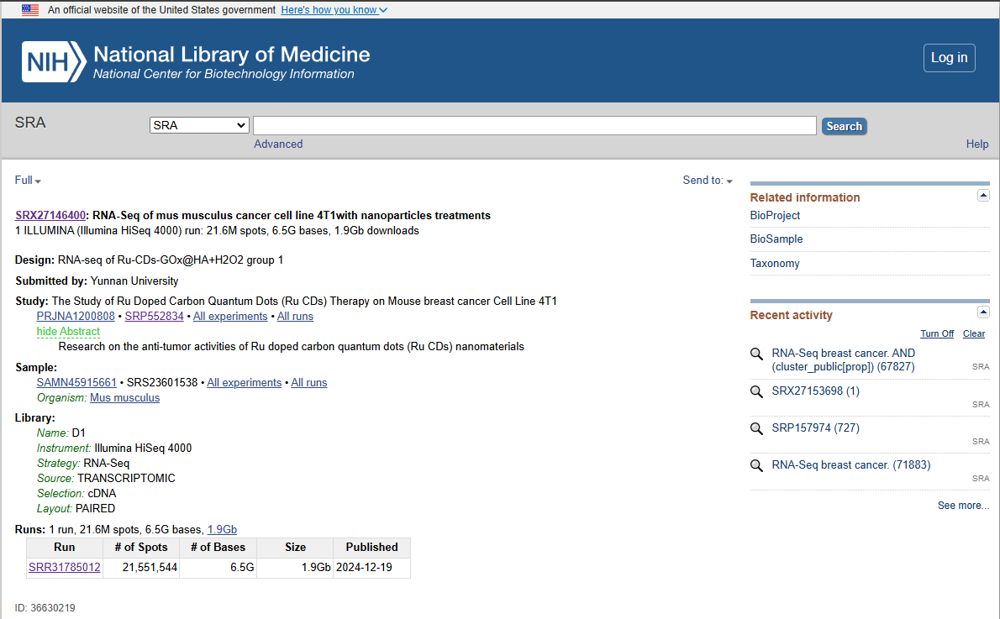 An official website of the United States government Here's how you know
NIH National Library of Medicine
National Center for Biotechnology Information
Log in
SRA
SRA
Search
Advanced
Help
Full
Send to:
SRX27146400: RNA-Seq of mus musculus cancer cell line 4T1with nanoparticles treatments
1 ILLUMINA (Illumina HiSeq 4000) run: 21.6M spots, 6.5G bases, 1.9Gb downloads
Design: RNA-seq of Ru-CDs-GOx@HA+H2O2 group 1
Submitted by: Yunnan University
Study: The Study of Ru Doped Carbon Quantum Dots (Ru CDs) Therapy on Mouse breast cancer Cell Line 4T1
PRJNA1200808 • SRP552834 • All experiments • All runs
hide Abstract
Research on the anti-tumor activities of Ru doped carbon quantum dots (Ru CDs) nanomaterials
Sample:
SAMN45915661 • SRS23601538 • All experiments • All runs
Organism: Mus musculus
Library:
Name: D1
Instrument: Illumina HiSeq 4000
Strategy: RNA-Seq
Source: TRANSCRIPTOMIC
Selection: cDNA
Layout: PAIRED
Runs: 1 run, 21.6M spots, 6.5G bases, 1.9Gb
Run # of Spots # of Bases Size Published
SRR31785012 21,551,544 6.5G 1.9Gb 2024-12-19
ID: 36630219
Related information
BioProject
BioSample
Taxonomy
Recent activity
Turn Off Clear
RNA-Seq breast cancer. AND
(cluster_public[prop]) (67827)
SRA
SRX27153698 (1)
SRA
SRP157974 (727)
SRA
RNA-Seq breast cancer. (71883)
SRA
See more...